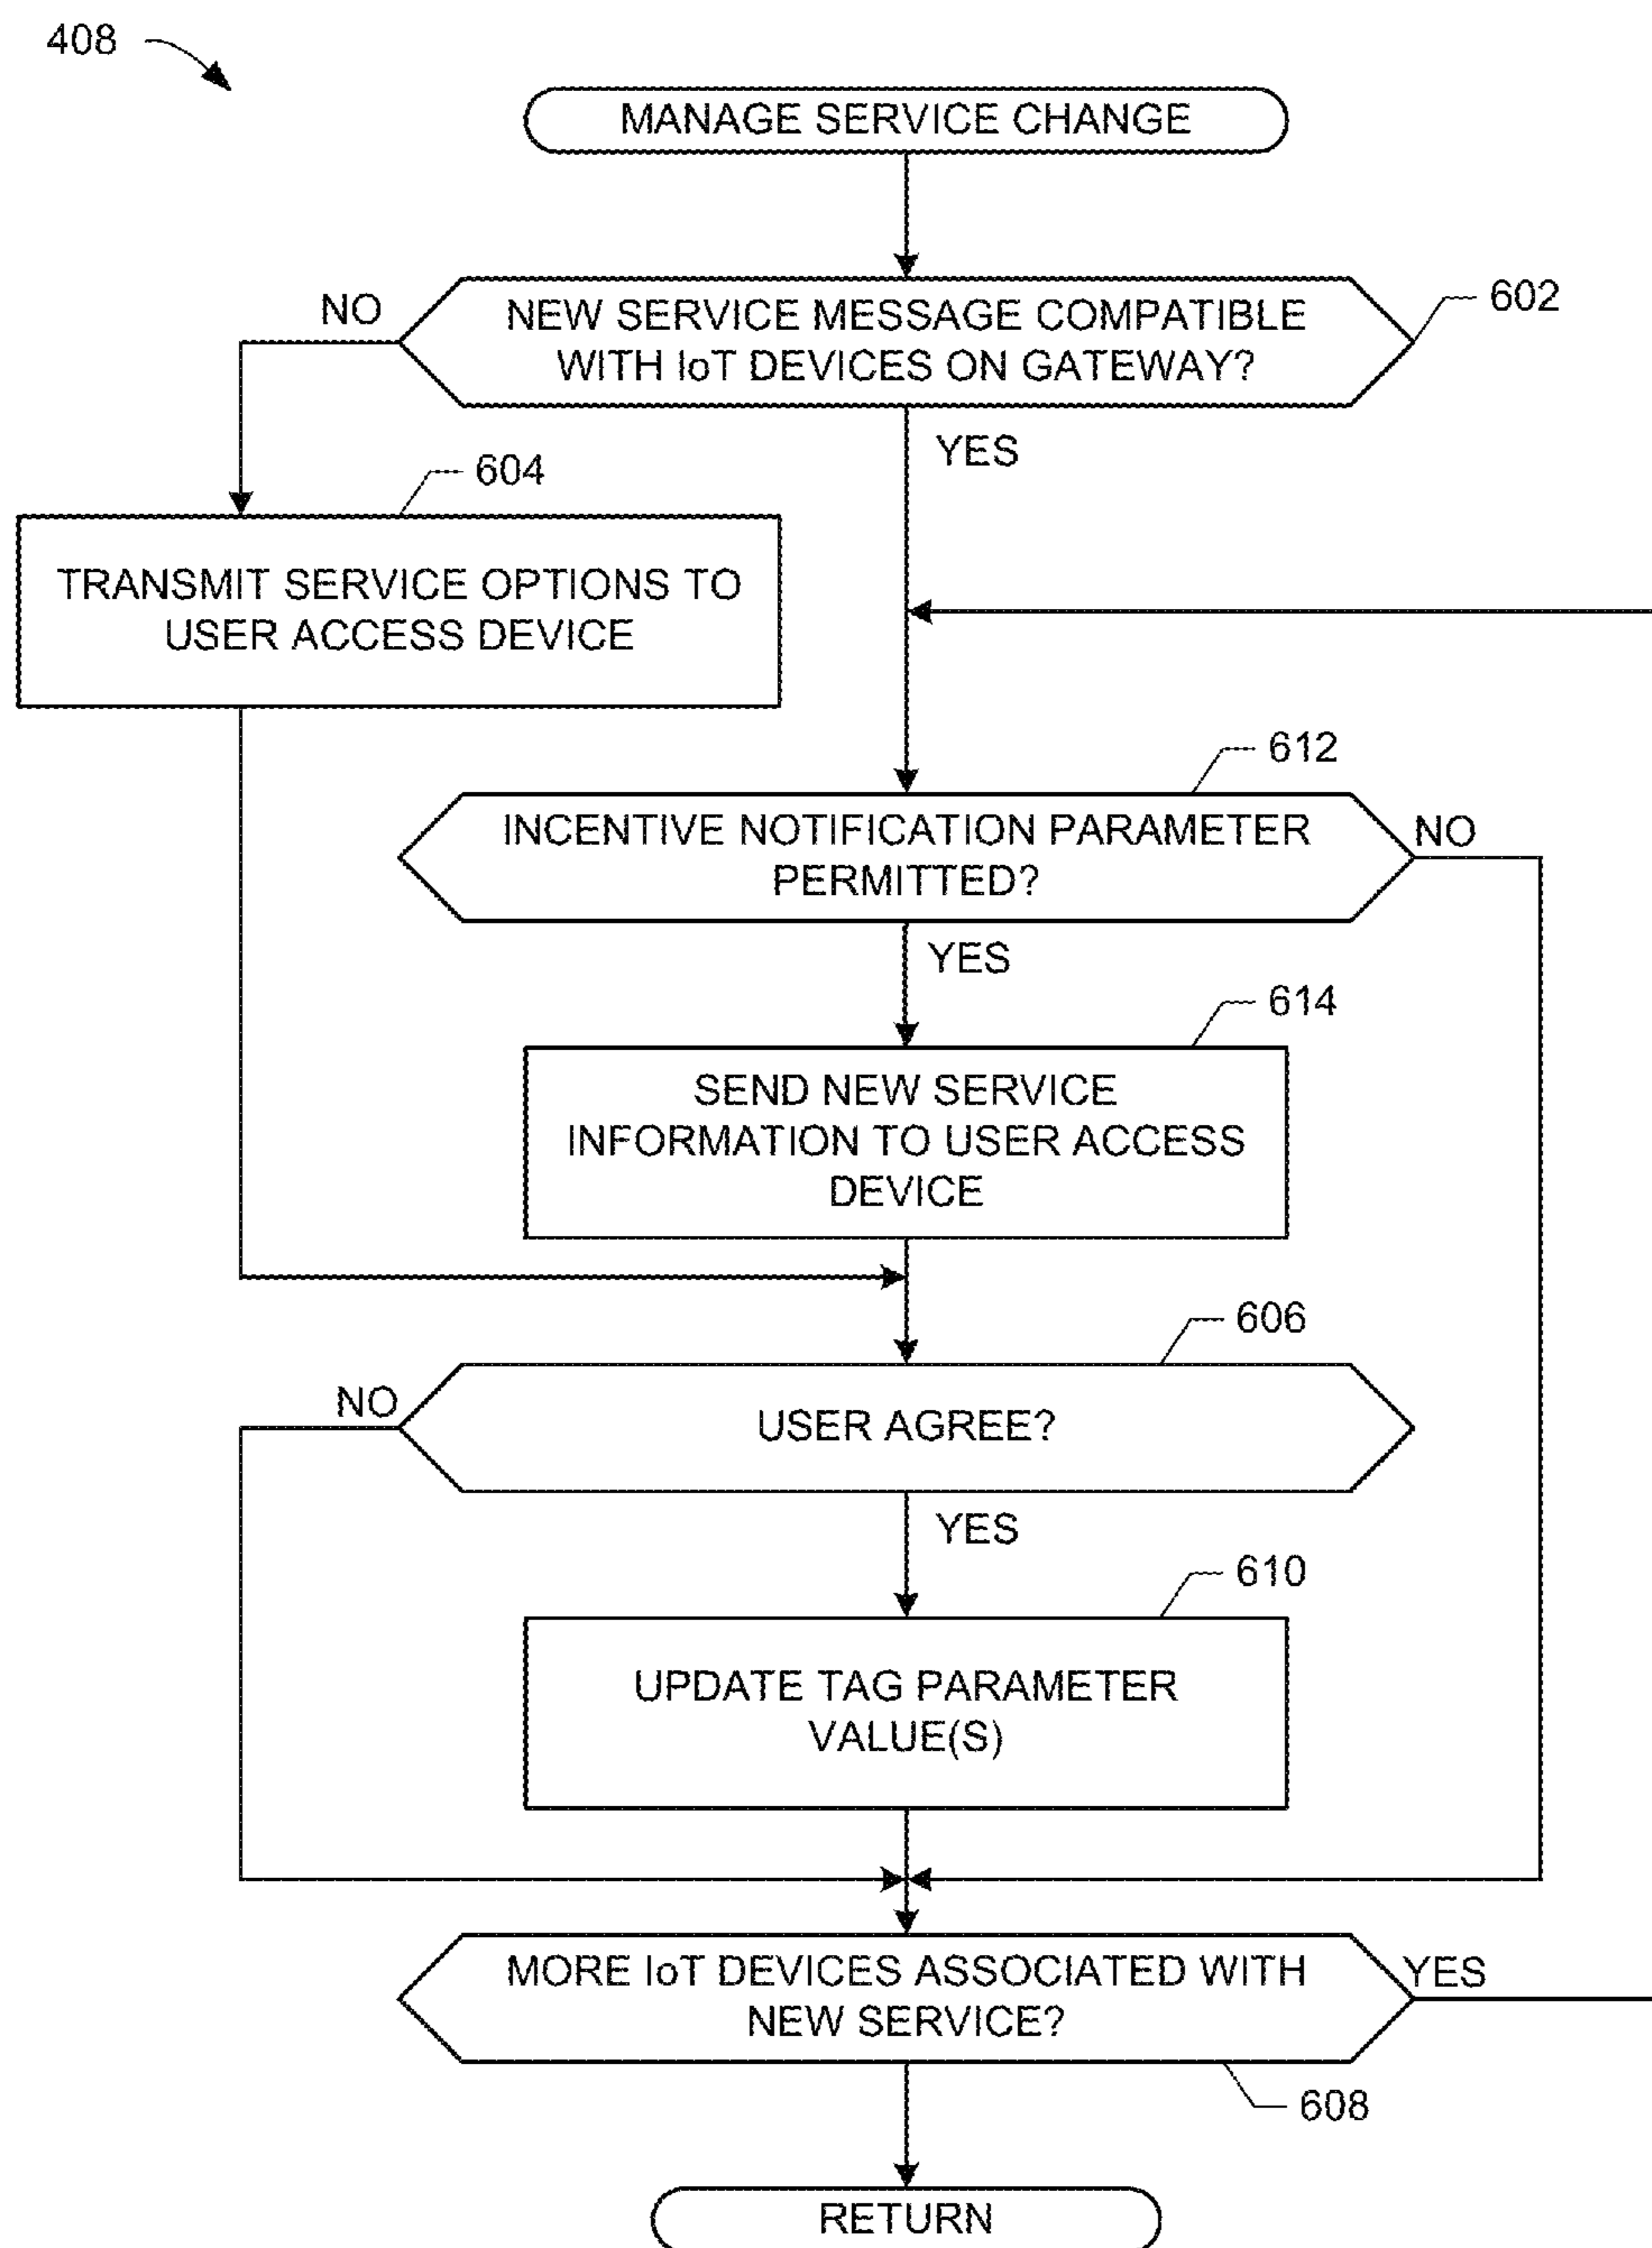 408
MANAGE SERVICE CHANGE
NO
NEW SERVICE MESSAGE COMPATIBLE
WITH IoT DEVICES ON GATEWAY?
602
YES
604
TRANSMIT SERVICE OPTIONS TO
USER ACCESS DEVICE
612
INCENTIVE NOTIFICATION PARAMETER
PERMITTED?
NO
YES
614
SEND NEW SERVICE
INFORMATION TO USER ACCESS
DEVICE
606
NO
USER AGREE?
YES
610
UPDATE TAG PARAMETER
VALUE(S)
MORE IoT DEVICES ASSOCIATED WITH
NEW SERVICE?
YES
608
RETURN